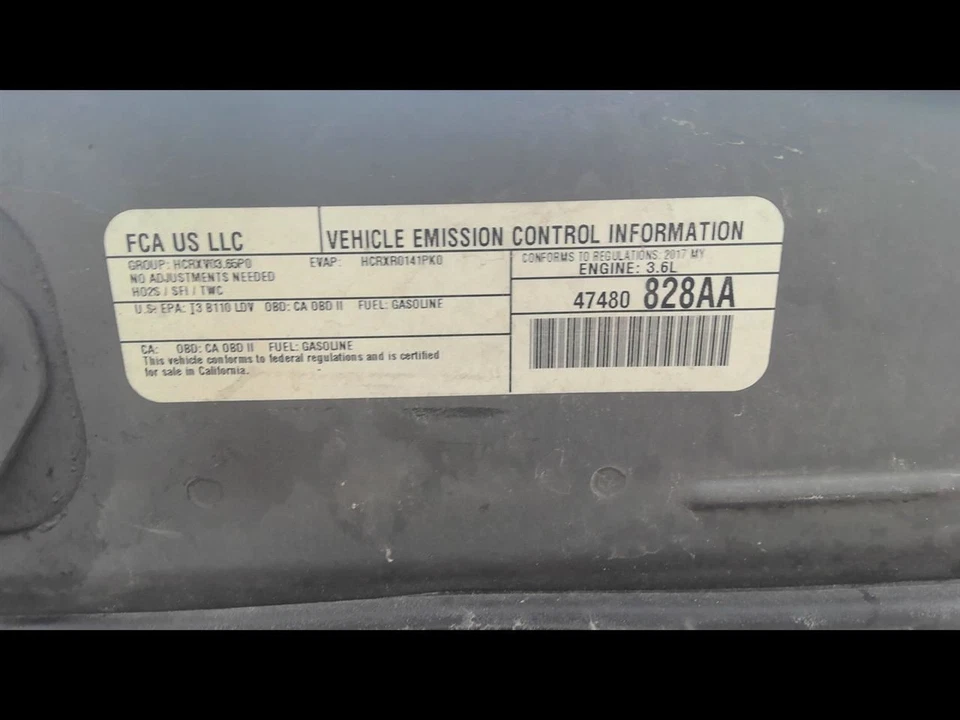 FCA US LLC
VEHICLE EMISSION CONTROL INFORMATION
GROUP: HCRXV03.65P0 EVAP: HCRXR0141PK0
NO ADJUSTMENTS NEEDED
HO2S / SFI / TWC
CONFORMS TO REGULATIONS: 2017 MY
ENGINE: 3.6L
U.S. EPA: T3 B110 LDV OBD: CA OBD II FUEL: GASOLINE
47480 828AA
CA: OBD: CA OBD II FUEL: GASOLINE
This vehicle conforms to federal regulations and is certified
for sale in California.